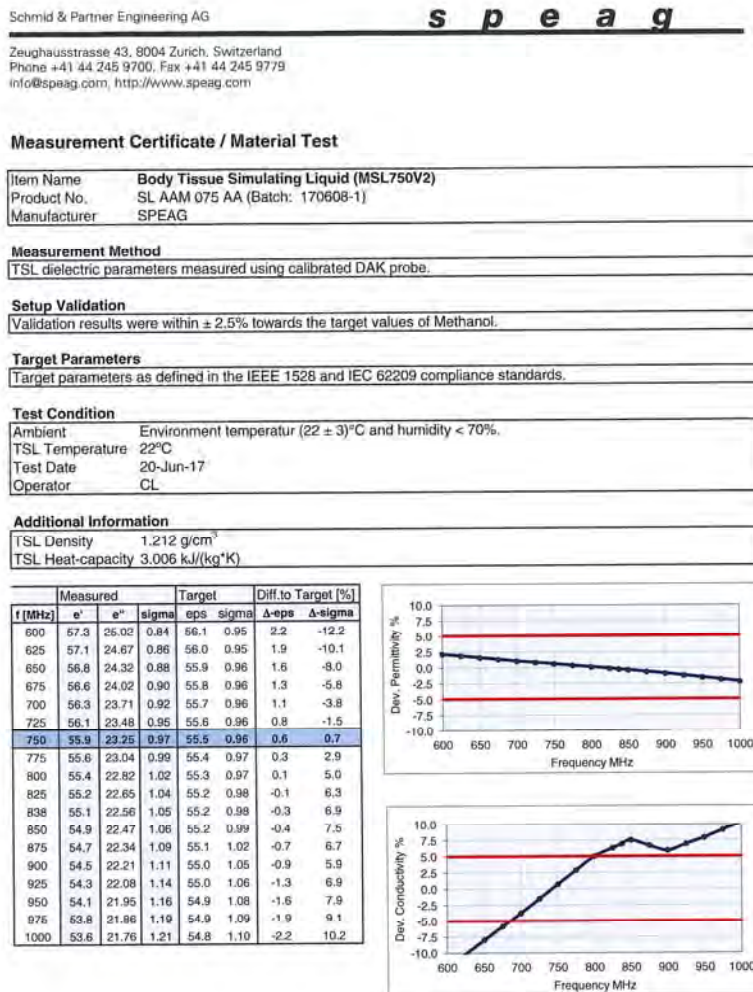 Schmid & Partner Engineering AG
s p e a g
Zeughausstrasse 43, 8004 Zurich, Switzerland
Phone +41 44 245 9700, Fax +41 44 245 9779
info@speag.com, http://www.speag.com
Measurement Certificate / Material Test
Item Name Body Tissue Simulating Liquid (MSL750V2)
Product No. SL AAM 075 AA (Batch: 170608-1)
Manufacturer SPEAG
Measurement Method
TSL dielectric parameters measured using calibrated DAK probe.
Setup Validation
Validation results were within ± 2.5% towards the target values of Methanol.
Target Parameters
Target parameters as defined in the IEEE 1528 and IEC 62209 compliance standards.
Test Condition
Ambient Environment temperatur (22 ± 3)°C and humidity < 70%.
TSL Temperature 22°C
Test Date 20-Jun-17
Operator CL
Additional Information
TSL Density 1.212 g/cm³
TSL Heat-capacity 3.006 kJ/(kg*K)
Measured Target Diff.to Target [%]
f [MHz] e' e'' sigma eps sigma Δ-eps Δ-sigma
600 57.3 25.02 0.84 56.1 0.95 2.2 -12.2
625 57.1 24.67 0.86 56.0 0.95 1.9 -10.1
650 56.8 24.32 0.88 55.9 0.96 1.6 -8.0
675 56.6 24.02 0.90 55.8 0.96 1.3 -5.8
700 56.3 23.71 0.92 55.7 0.96 1.1 -3.8
725 56.1 23.48 0.95 55.6 0.96 0.8 -1.5
750 55.9 23.25 0.97 55.5 0.96 0.6 0.7
775 55.6 23.04 0.99 55.4 0.97 0.3 2.9
800 55.4 22.82 1.02 55.3 0.97 0.1 5.0
825 55.2 22.65 1.04 55.2 0.98 -0.1 6.3
838 55.1 22.56 1.05 55.2 0.98 -0.3 6.9
850 54.9 22.47 1.06 55.2 0.99 -0.4 7.5
875 54.7 22.34 1.09 55.1 1.02 -0.7 6.7
900 54.5 22.21 1.11 55.0 1.05 -0.9 5.9
925 54.3 22.08 1.14 55.0 1.06 -1.3 6.9
950 54.1 21.95 1.16 54.9 1.08 -1.6 7.9
975 53.8 21.86 1.19 54.9 1.09 -1.9 9.1
1000 53.6 21.76 1.21 54.8 1.10 -2.2 10.2
Dev. Permittivity %
10.0
7.5
5.0
2.5
0.0
-2.5
-5.0
-7.5
-10.0
600 650 700 750 800 850 900 950 1000
Frequency MHz
Dev. Conductivity %
10.0
7.5
5.0
2.5
0.0
-2.5
-5.0
-7.5
-10.0
600 650 700 750 800 850 900 950 1000
Frequency MHz